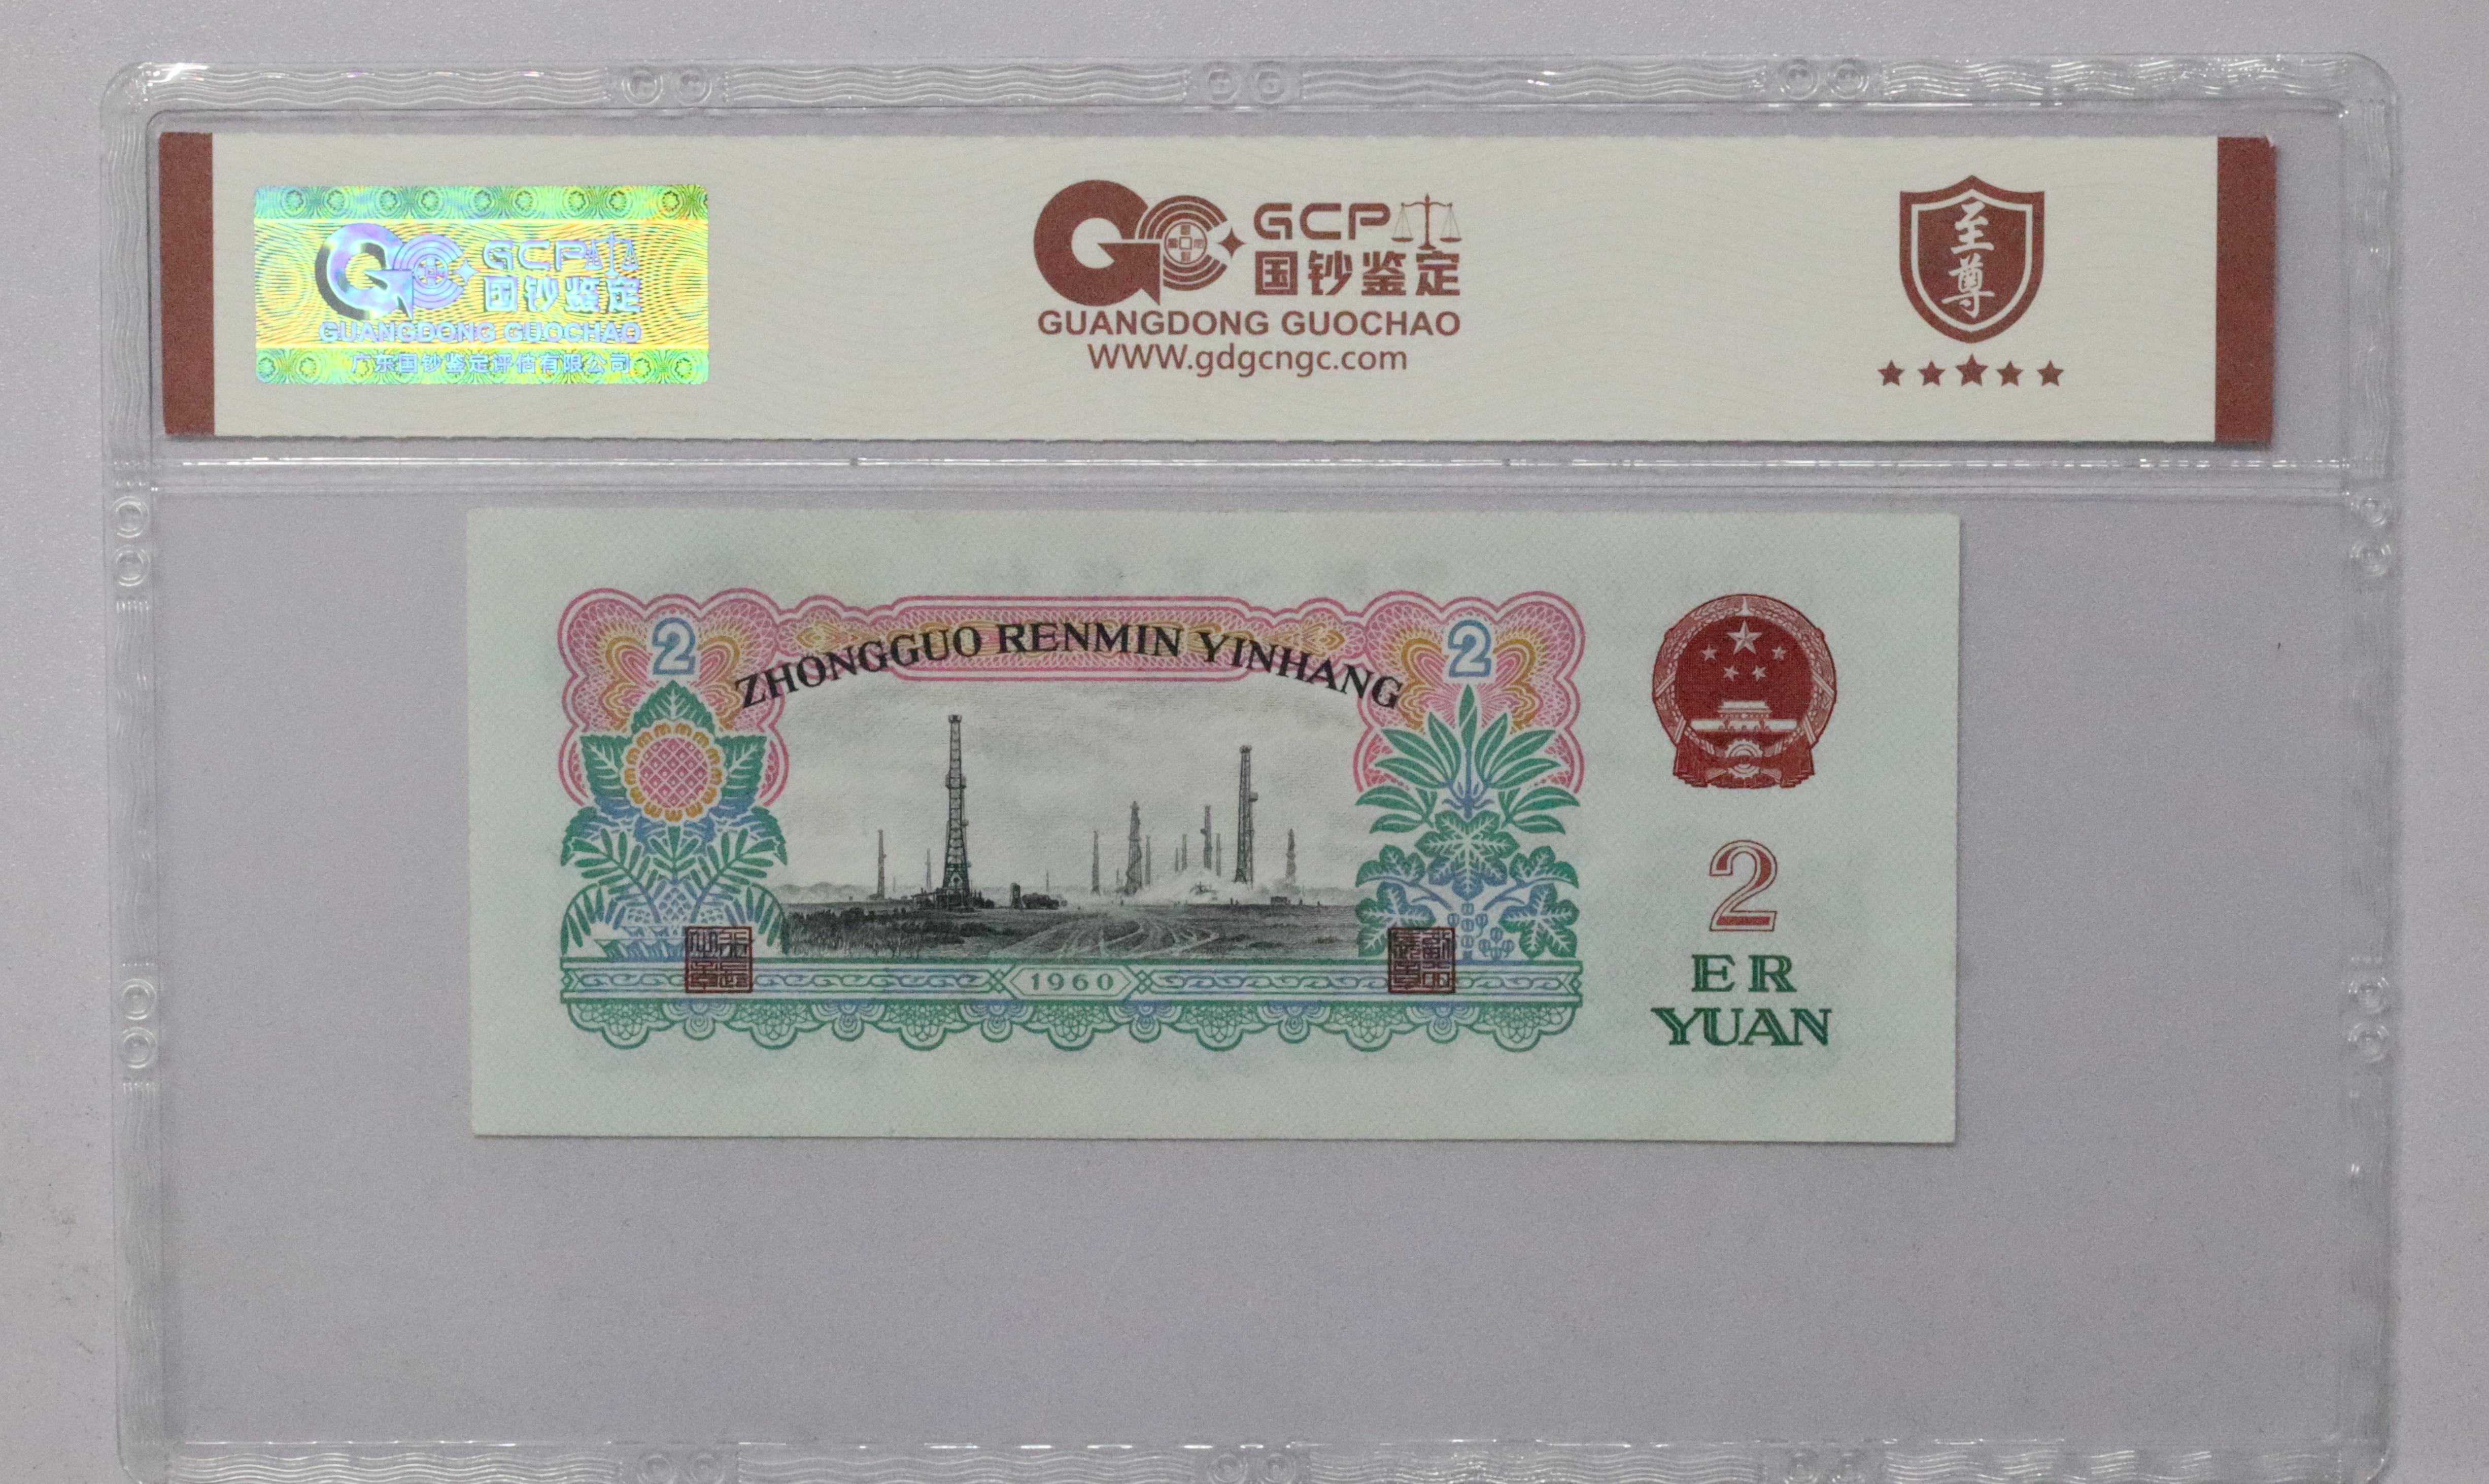 GCP
国钞鉴定
GUANGDONG GUOCHAO
广东国钞鉴定评估有限公司
GCP
国钞鉴定
GUANGDONG GUOCHAO
WWW.gdgcngc.com
至尊
ZHONGGUO RENMIN YINHANG
2
2
1960
2
ER
YUAN